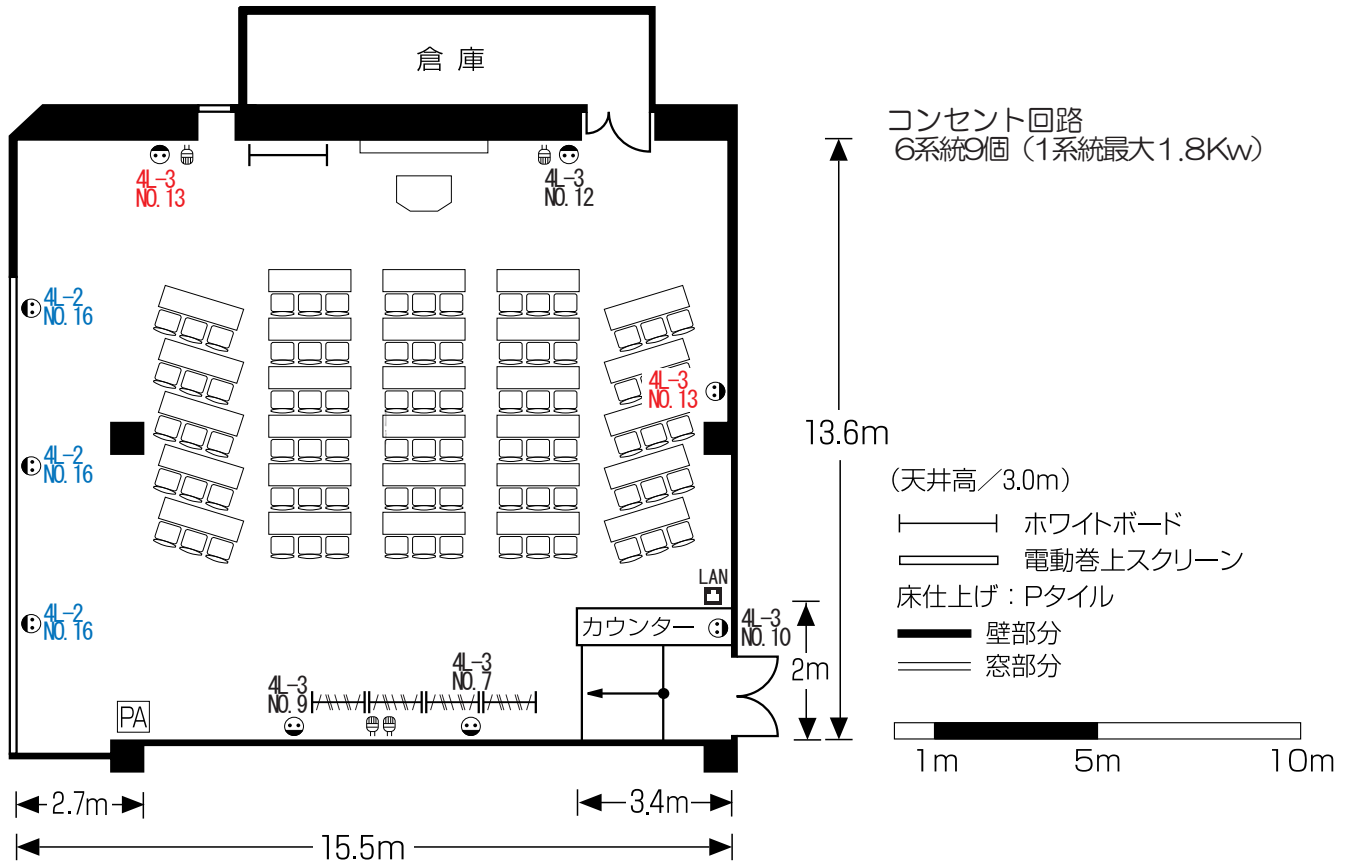 倉 庫
コンセント回路
6系統9個（1系統最大1.8Kw）
4L-3
NO.13
4L-3
NO.12
4L-2
NO.16
4L-3
NO.13
13.6m
4L-2
NO.16
（天井高／3.0m）
ホワイトボード
電動巻上スクリーン
床仕上げ：Pタイル
壁部分
窓部分
LAN
4L-2
NO.16
カウンター
4L-3
NO.10
2m
4L-3
NO.9
4L-3
NO.7
PA
1m 5m 10m
2.7m
3.4m
15.5m